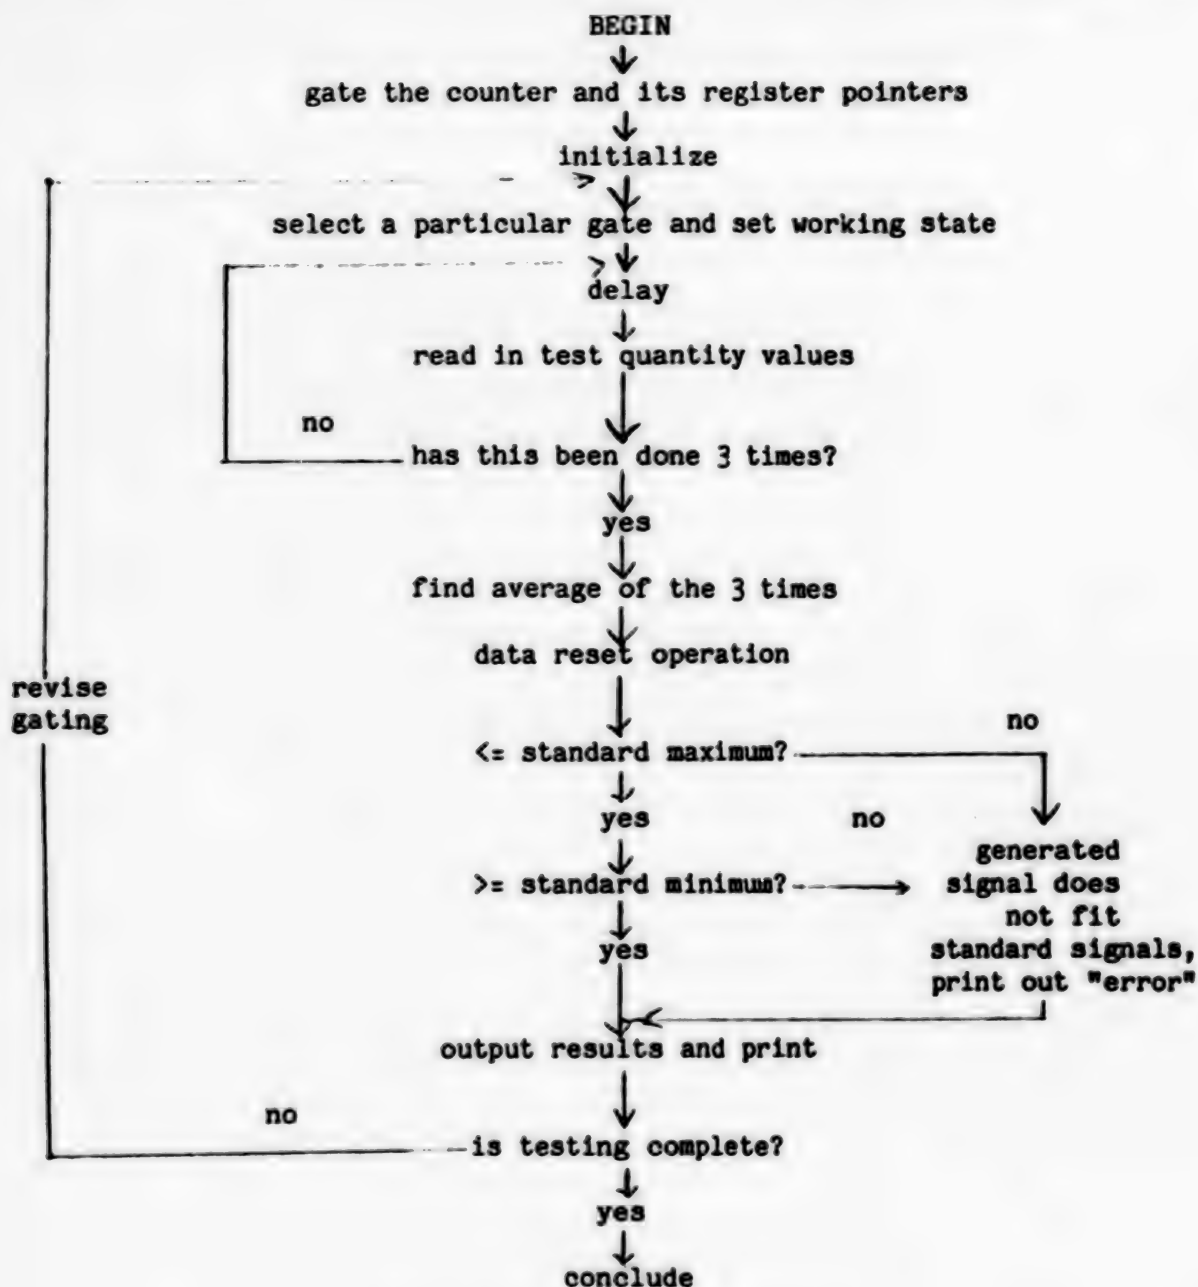 BEGIN
gate the counter and its register pointers
initialize
select a particular gate and set working state
delay
read in test quantity values
no
has this been done 3 times?
yes
find average of the 3 times
data reset operation
revise
gating
no
<= standard maximum?
yes
no
generated
signal does
not fit
standard signals,
print out "error"
>= standard minimum?
yes
output results and print
no
is testing complete?
yes
conclude